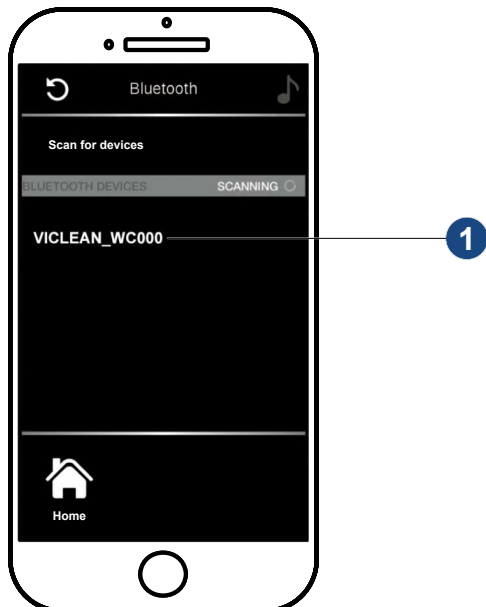 Bluetooth
Scan for devices
BLUETOOTH DEVICES SCANNING
VICLEAN_WC000
1
Home